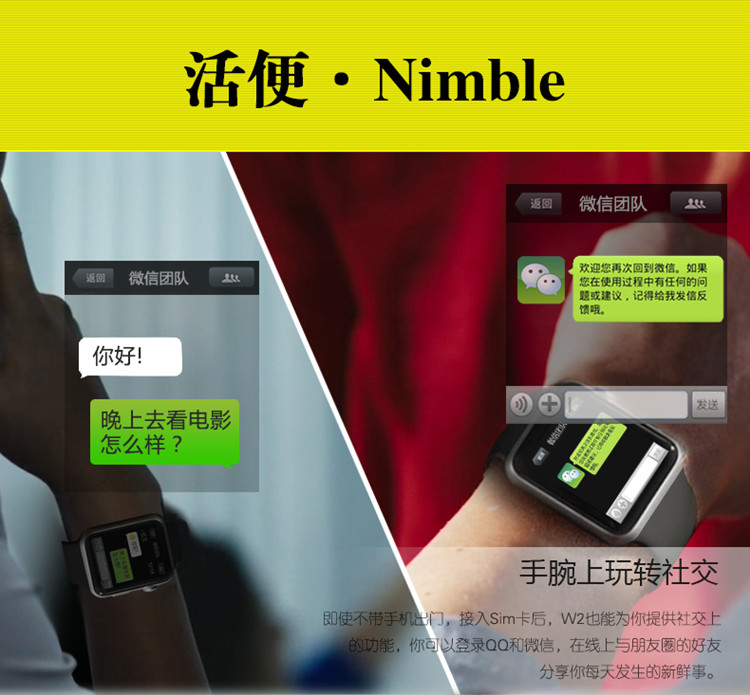 活便·Nimble
返回 微信团队
你好!
晚上去看电影
怎么样？
返回 微信团队
欢迎您再次回到微信。如果
您在使用过程中有任何的问
题或建议，记得给我发信反
馈哦。
发送
手腕上玩转社交
即使不带手机出门，接入Sim卡后，W2也能为你提供社交上
的功能，你可以登录QQ和微信，在线上与朋友圈的好友
分享你每天发生的新鲜事。